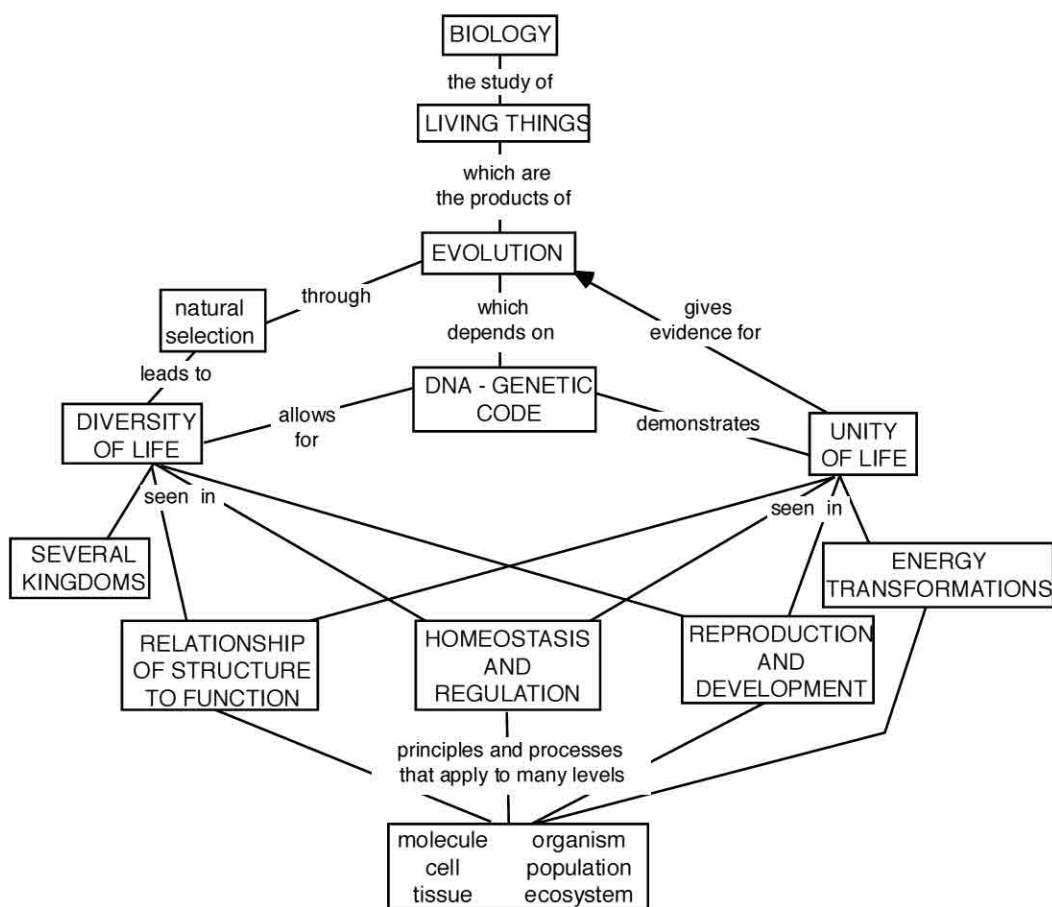 BIOLOGY
the study of
LIVING THINGS
which are
the products of
EVOLUTION
through
which
depends on
gives
evidence for
natural
selection
leads to
DNA - GENETIC
CODE
DIVERSITY
OF LIFE
allows
for
demonstrates
UNITY
OF LIFE
seen in
seen in
SEVERAL
KINGDOMS
ENERGY
TRANSFORMATIONS
RELATIONSHIP
OF STRUCTURE
TO FUNCTION
HOMEOSTASIS
AND
REGULATION
REPRODUCTION
AND
DEVELOPMENT
principles and processes
that apply to many levels
molecule organism
cell population
tissue ecosystem